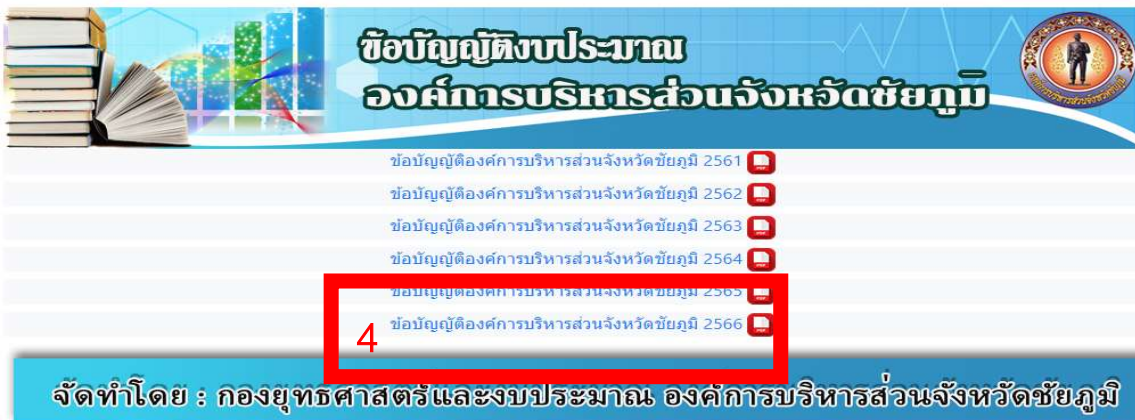 ข้อบัญญัติงบประมาณ
องค์การบริหารส่วนจังหวัดชัยภูมิ
ข้อบัญญัติองค์การบริหารส่วนจังหวัดชัยภูมิ 2561
ข้อบัญญัติองค์การบริหารส่วนจังหวัดชัยภูมิ 2562
ข้อบัญญัติองค์การบริหารส่วนจังหวัดชัยภูมิ 2563
ข้อบัญญัติองค์การบริหารส่วนจังหวัดชัยภูมิ 2564
ข้อบัญญัติองค์การบริหารส่วนจังหวัดชัยภูมิ 2565
ข้อบัญญัติองค์การบริหารส่วนจังหวัดชัยภูมิ 2566
4
จัดทำโดย : กองยุทธศาสตร์และงบประมาณ องค์การบริหารส่วนจังหวัดชัยภูมิ